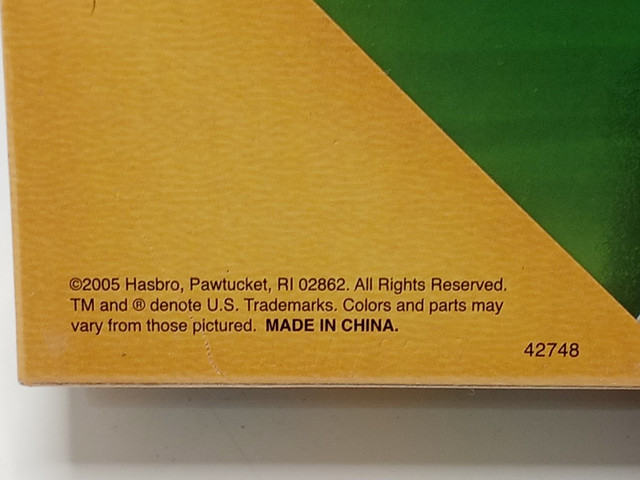 ©2005 Hasbro, Pawtucket, RI 02862. All Rights Reserved.
TM and ® denote U.S. Trademarks. Colors and parts may
vary from those pictured. MADE IN CHINA.
42748